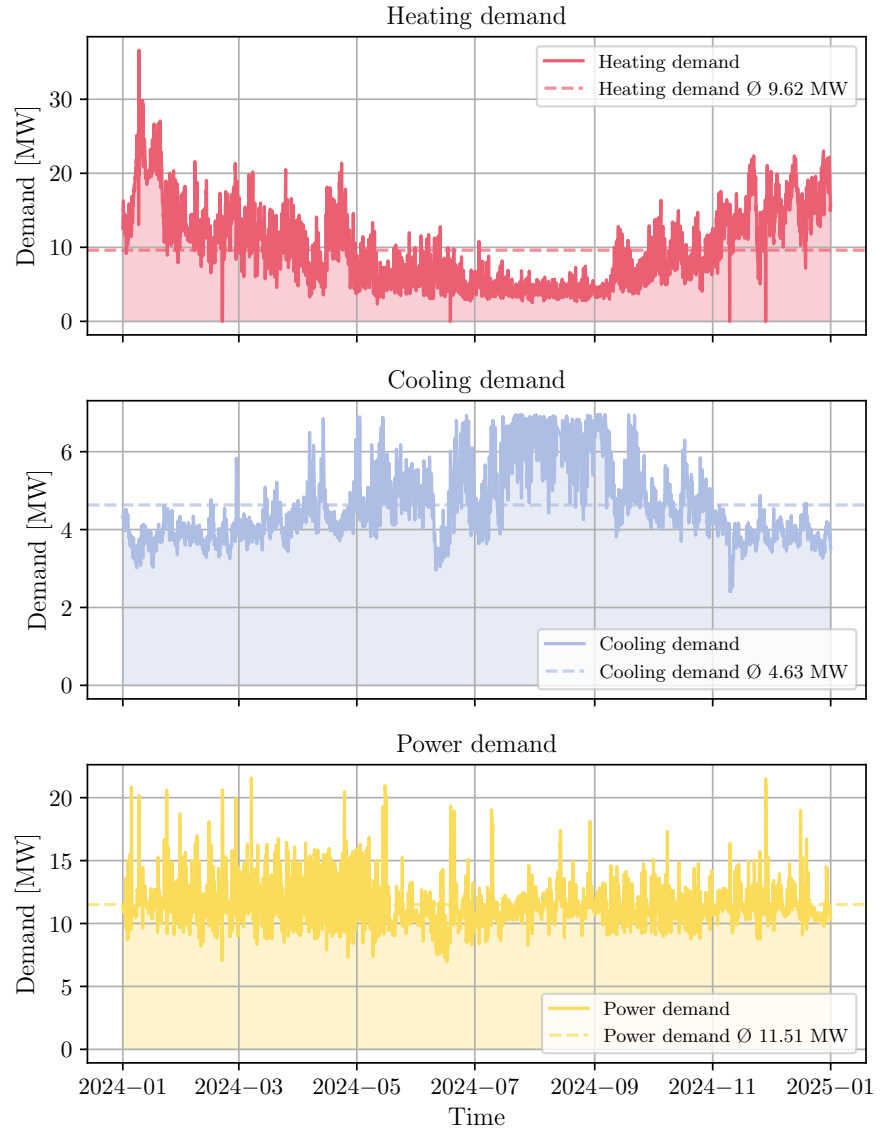 Heating demand
Demand [MW]
30
20
10
0
Heating demand
Heating demand Ø 9.62 MW
Cooling demand
Demand [MW]
6
4
2
0
Cooling demand
Cooling demand Ø 4.63 MW
Power demand
Demand [MW]
20
15
10
5
0
Power demand
Power demand Ø 11.51 MW
2024−01 2024−03 2024−05 2024−07 2024−09 2024−11 2025−01
Time